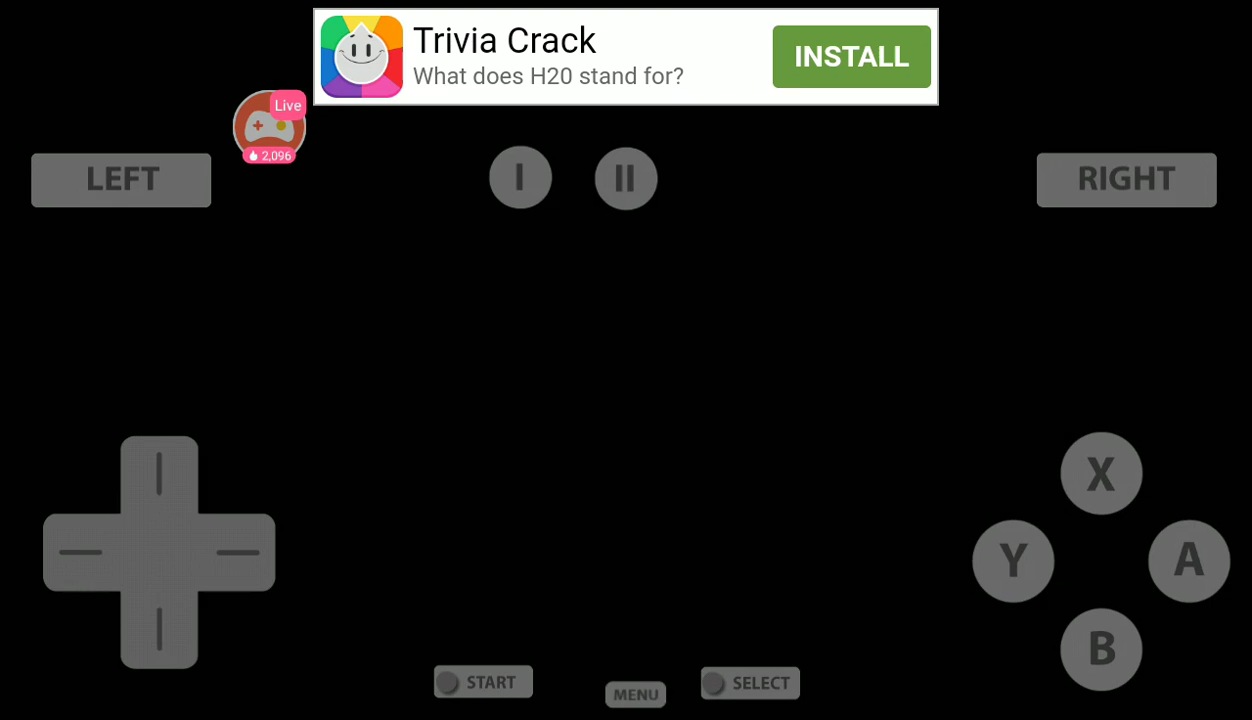 Trivia Crack
What does H20 stand for?
INSTALL
Live
2,096
LEFT
I
II
RIGHT
X
Y
A
B
START
MENU
SELECT